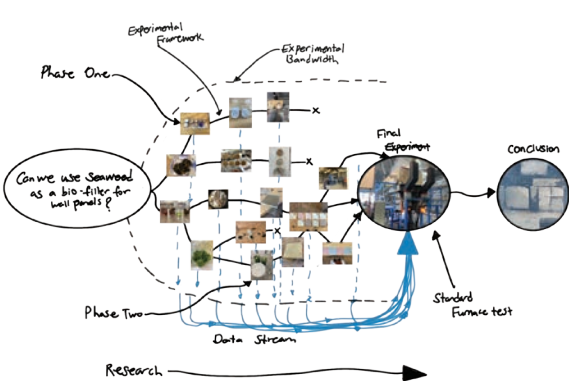 Experimental
Framework
Experimental
Bandwidth
Phase One
Final
Experiment
Conclusion
Can we use Seaweed
as a bio-filler for
wall panels?
x
x
x
Phase Two
Standard
Furnace test
Data Stream
Research